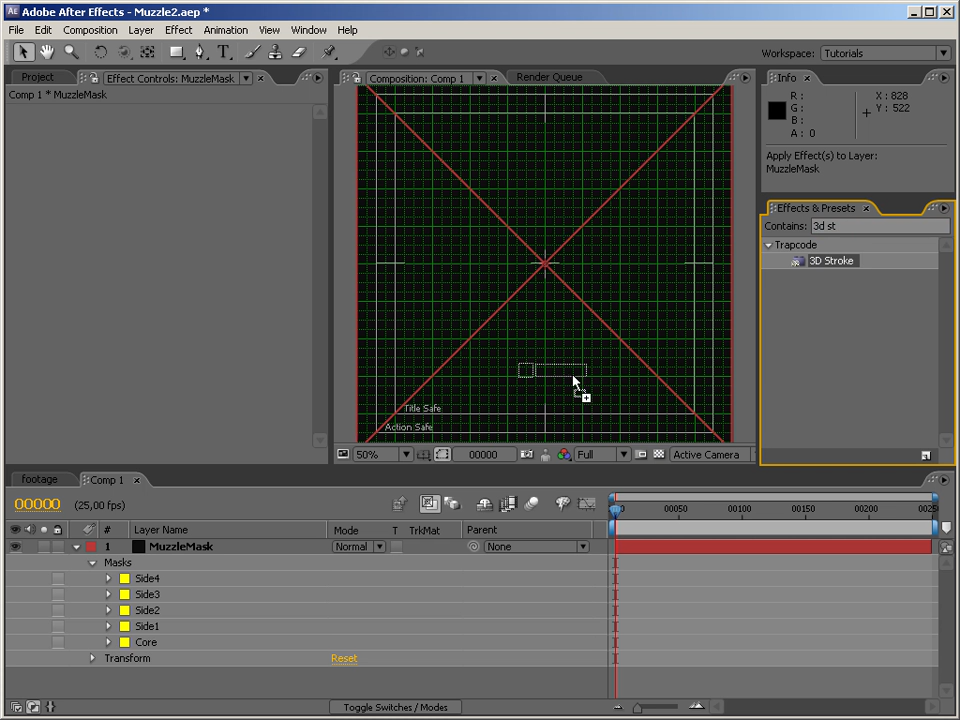 Adobe After Effects - Muzzle2.aep *
File Edit Composition Layer Effect Animation View Window Help
Workspace: Tutorials
Project
Effect Controls: MuzzleMask
Composition: Comp 1
Render Queue
Info
Comp 1 * MuzzleMask
R :
G :
B :
A : 0
X : 828
Y : 522
Apply Effect(s) to Layer:
MuzzleMask
Effects & Presets
Contains: 3d st
Trapcode
3D Stroke
Title Safe
Action Safe
50%
00000
Full
Active Camera
footage
Comp 1
00000
(25,00 fps)
00050 00100 00150 00200
# Layer Name Mode T TrkMat Parent
1 MuzzleMask Normal None
Masks
Side4
Side3
Side2
Side1
Core
Transform Reset
Toggle Switches / Modes